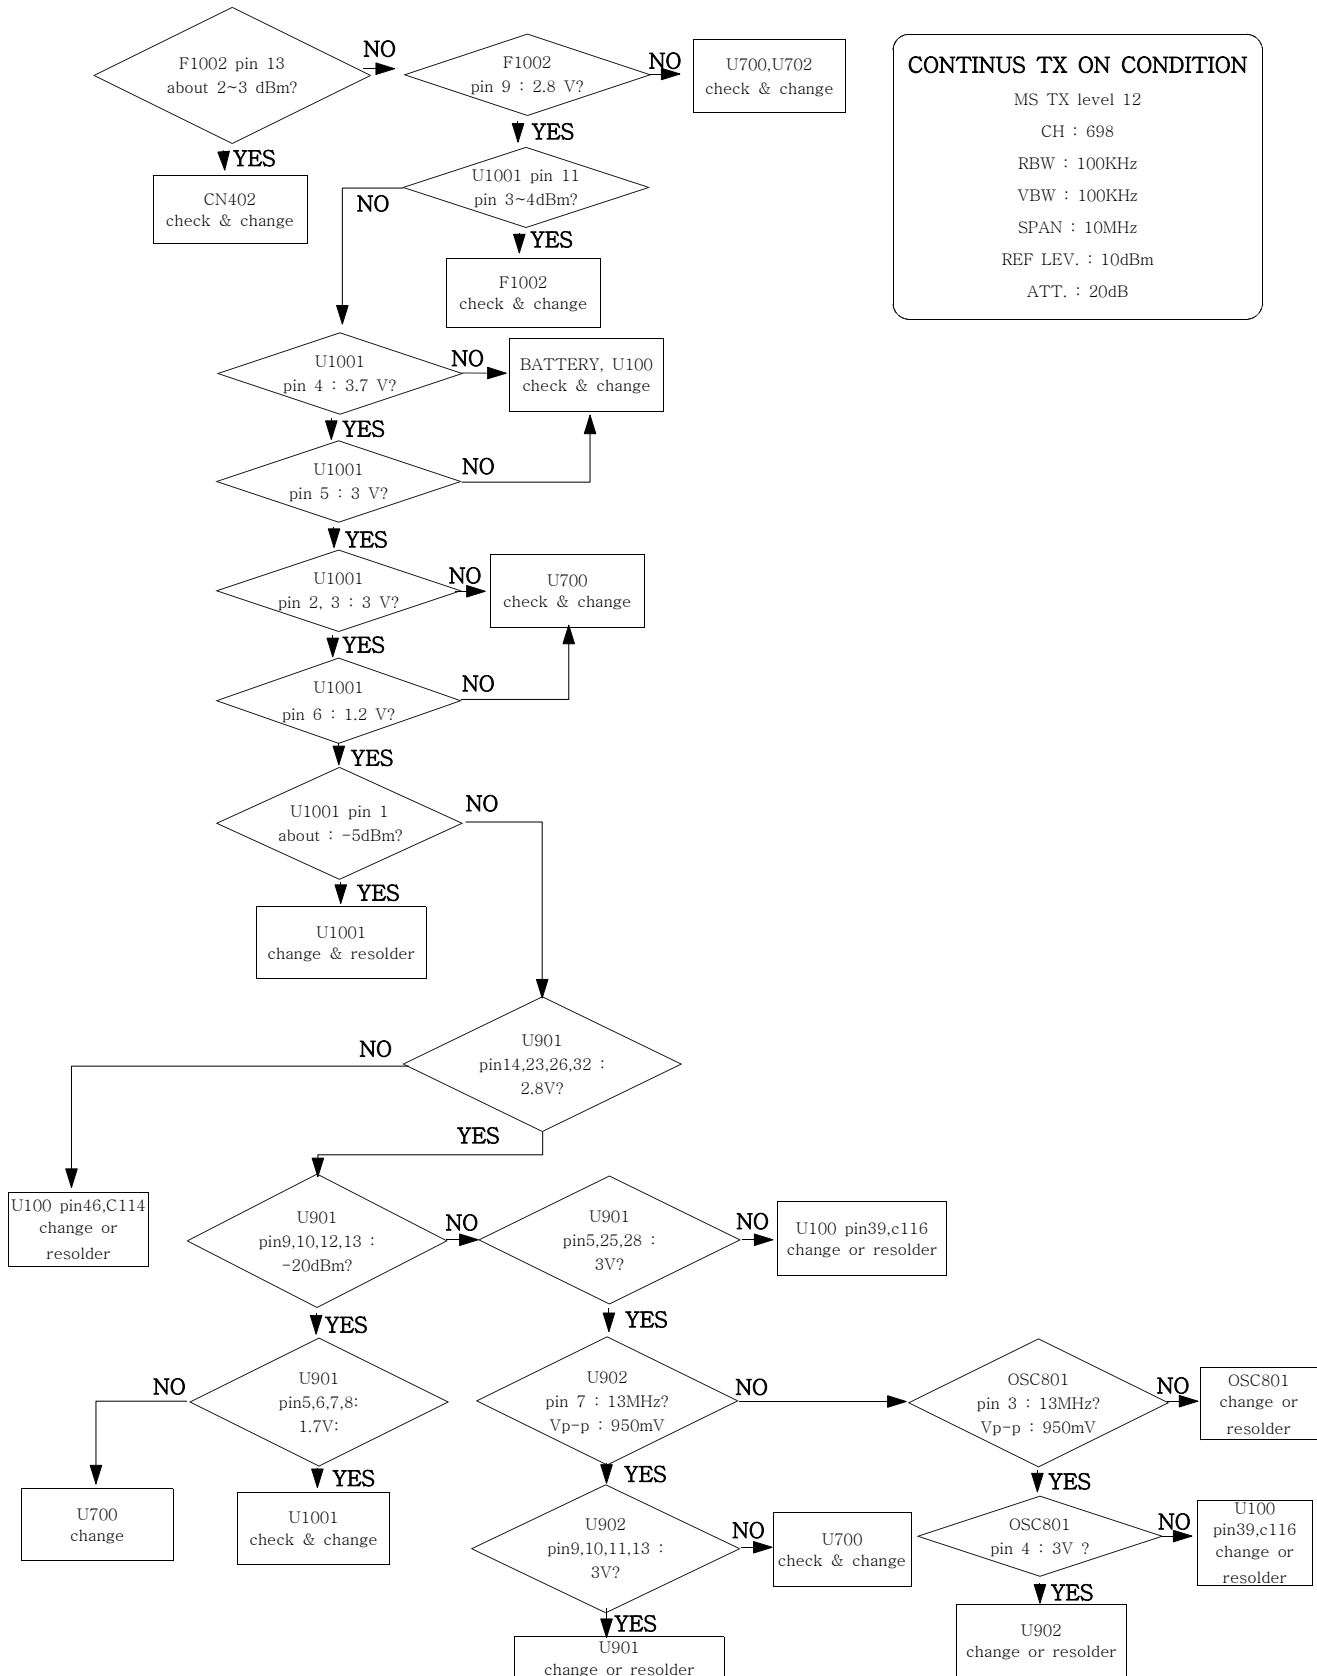 F1002 pin 13
about 2~3 dBm?
NO
F1002
pin 9 : 2.8 V?
NO
U700,U702
check & change
CONTINUS TX ON CONDITION
MS TX level 12
CH : 698
RBW : 100KHz
VBW : 100KHz
SPAN : 10MHz
REF LEV. : 10dBm
ATT. : 20dB
YES
YES
CN402
check & change
U1001 pin 11
pin 3~4dBm?
NO
YES
F1002
check & change
U1001
pin 4 : 3.7 V?
NO
BATTERY, U100
check & change
YES
U1001
pin 5 : 3 V?
NO
YES
U1001
pin 2, 3 : 3 V?
NO
U700
check & change
YES
U1001
pin 6 : 1.2 V?
NO
YES
U1001 pin 1
about : -5dBm?
NO
YES
U1001
change & resolder
U901
pin14,23,26,32 :
2.8V?
NO
YES
U100 pin46,C114
change or
resolder
U901
pin9,10,12,13 :
-20dBm?
NO
U901
pin5,25,28 :
3V?
NO
U100 pin39,c116
change or resolder
YES
YES
U901
pin5,6,7,8:
1.7V:
NO
U902
pin 7 : 13MHz?
Vp-p : 950mV
NO
OSC801
pin 3 : 13MHz?
Vp-p : 950mV
NO
OSC801
change or
resolder
YES
YES
YES
U700
change
U1001
check & change
U902
pin9,10,11,13 :
3V?
NO
U700
check & change
OSC801
pin 4 : 3V ?
NO
U100
pin39,c116
change or
resolder
YES
YES
U901
change or resolder
U902
change or resolder